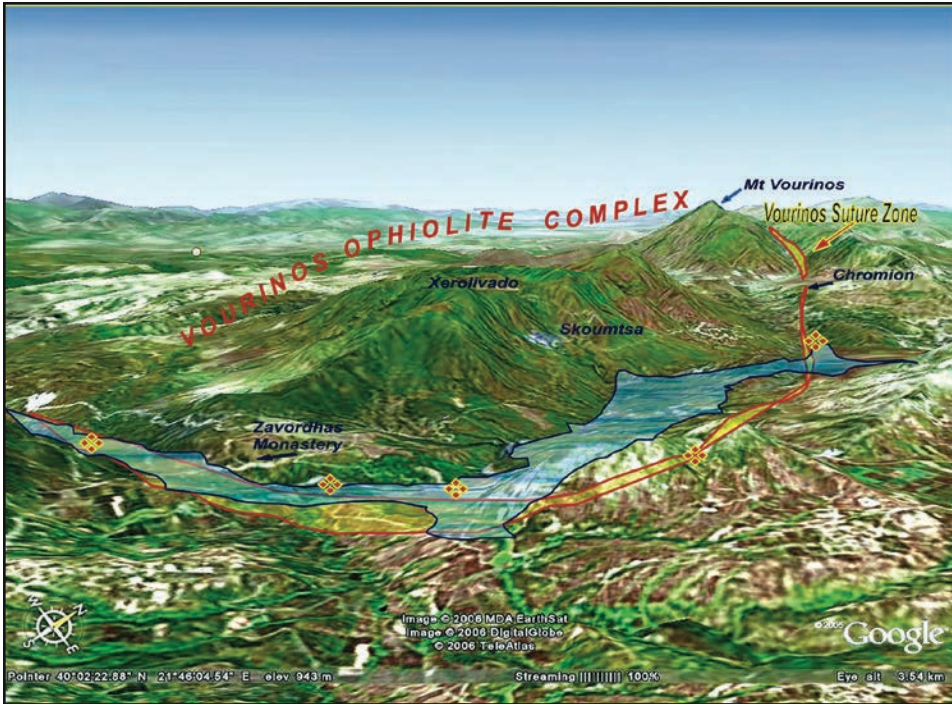 Mt Vourinos
Vourinos Suture Zone
VOURINOS OPHIOLITE COMPLEX
Chromion
Xerolivado
Skoumtsa
Zavordhas
Monastery
W N
S E
Image © 2006 MDA EarthSat
Image © 2006 DigitalGlobe
© 2006 TeleAtlas
© 2005 Google
Pointer 40°02'22.88" N 21°46'04.54" E elev 943 m Streaming |||||||||| 100% Eye alt 3.54 km